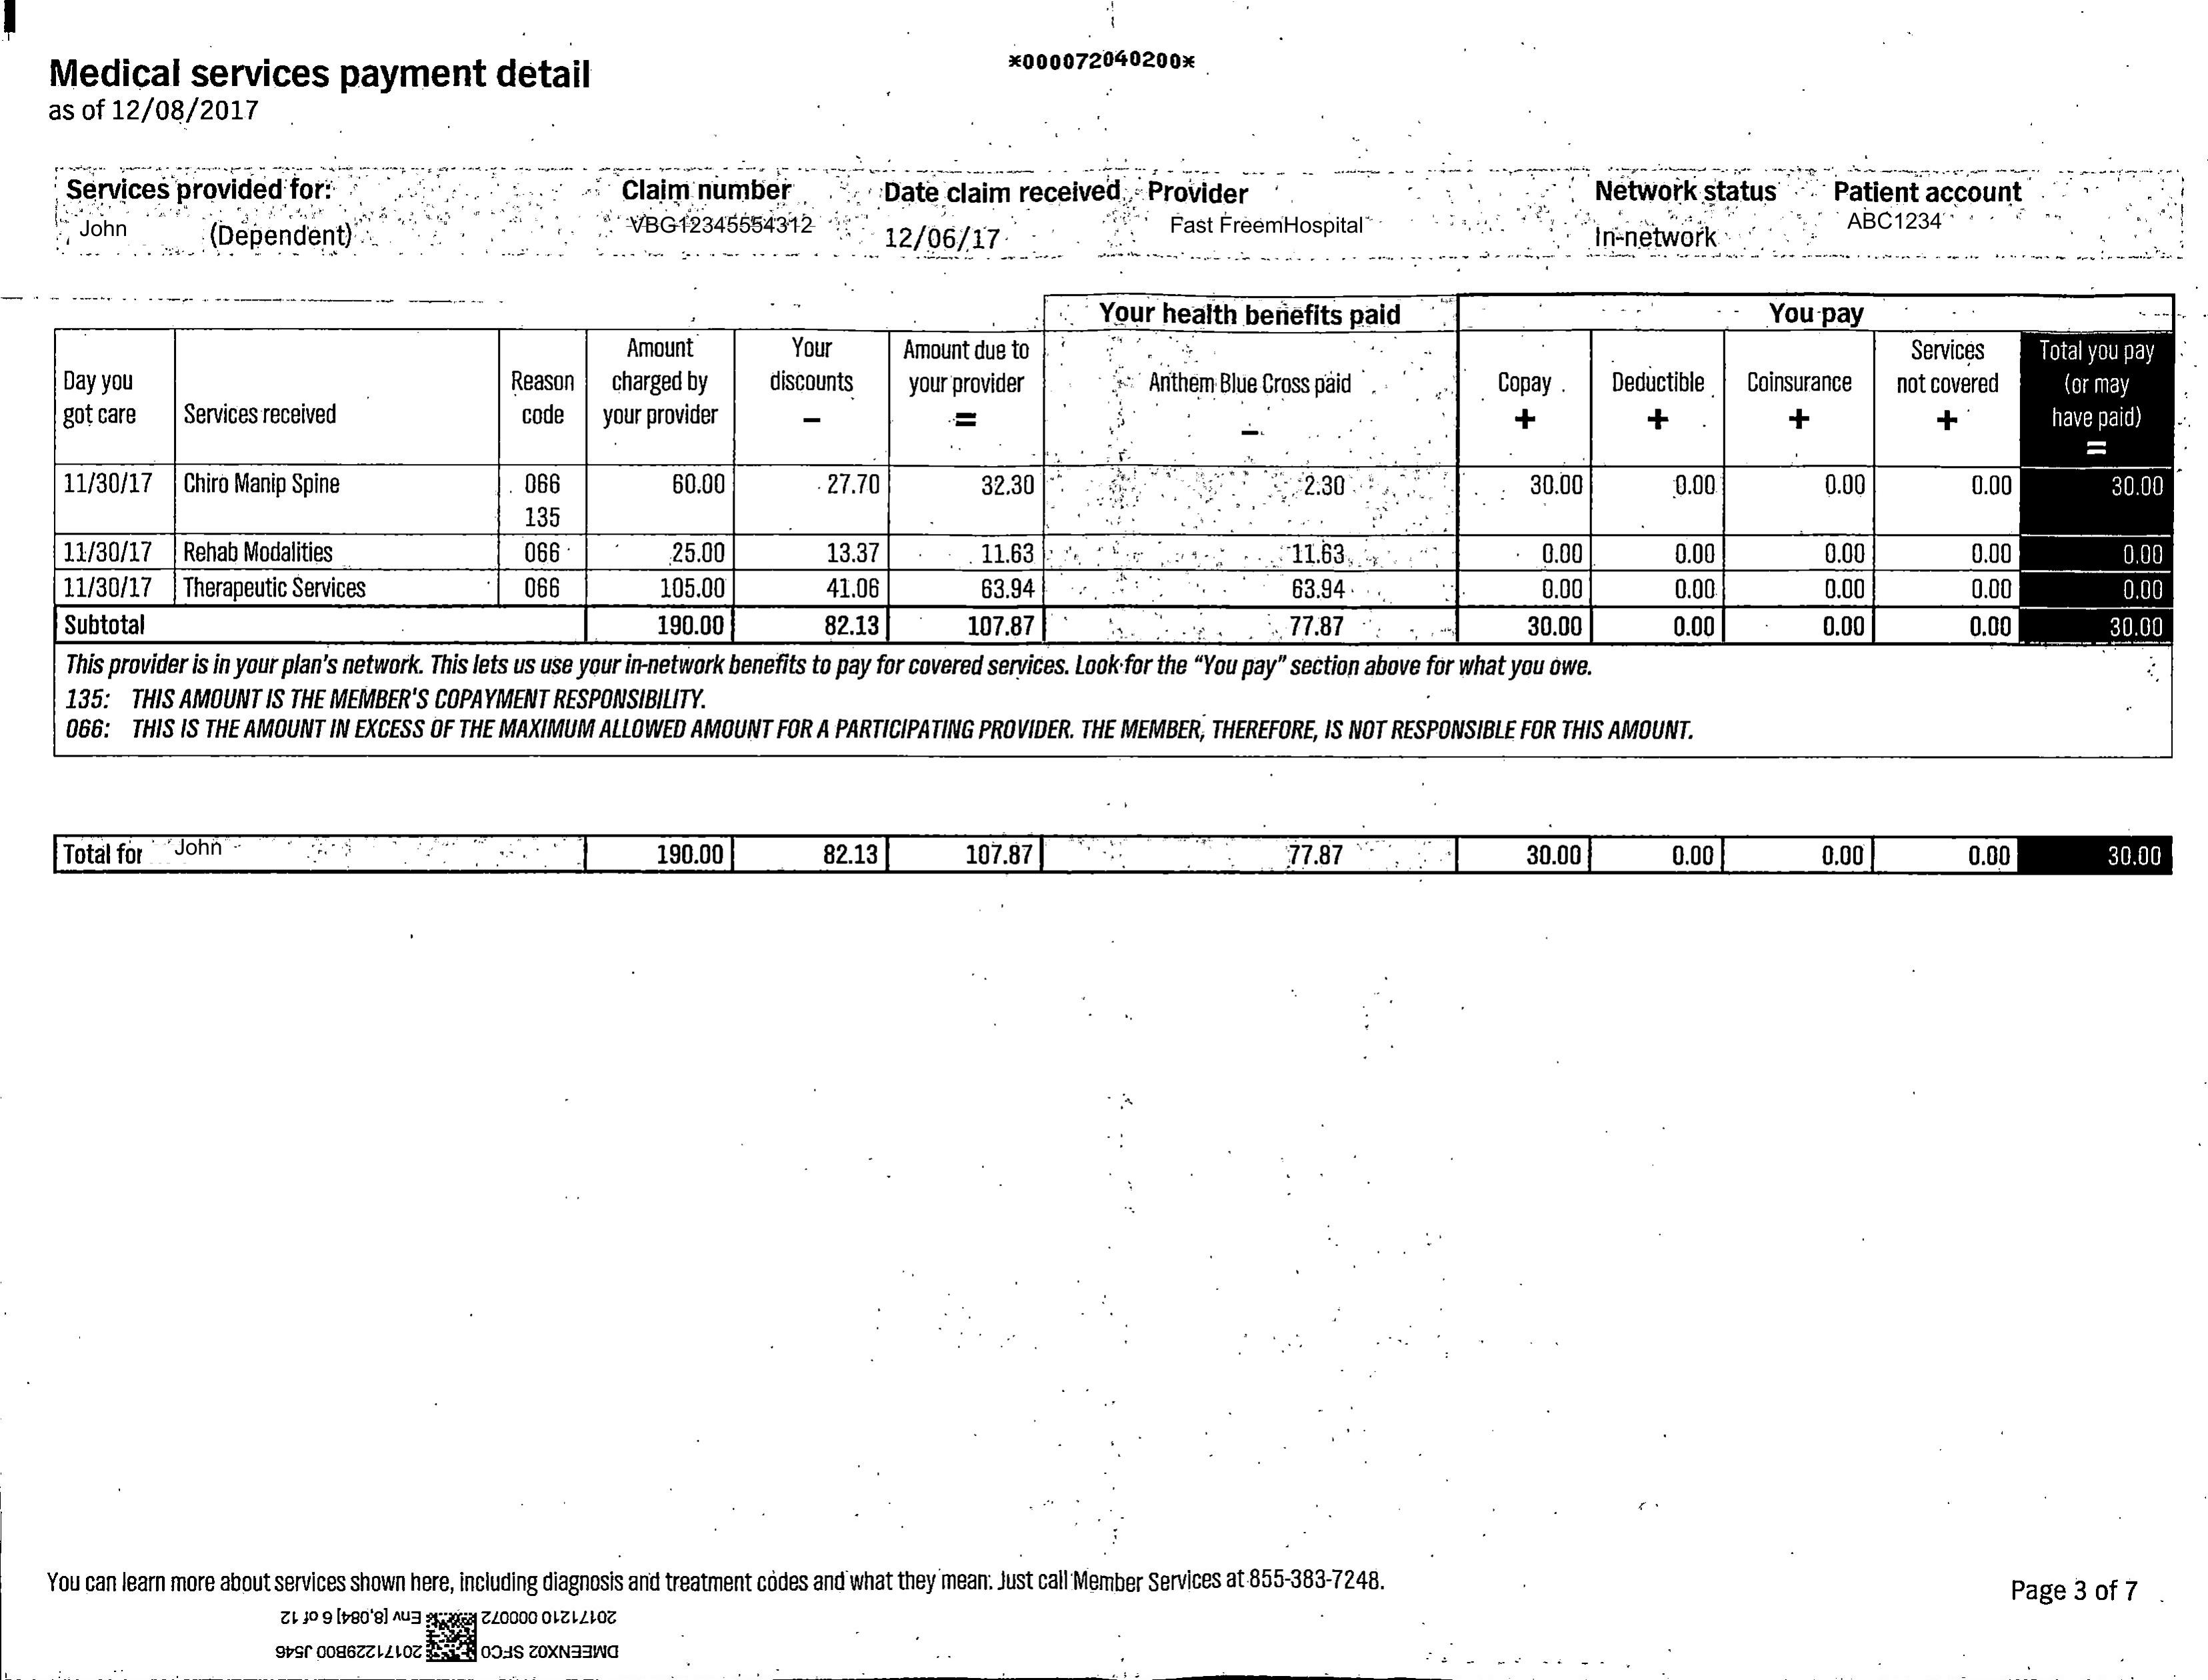 Medical services payment detail
*000072040200*
as of 12/08/2017
Services provided for: Claim number Date claim received Provider Network status Patient account
John (Dependent) VBG12345554312 12/06/17 Fast FreemHospital In-network ABC1234
Your health benefits paid You pay
Day you got care Services received Reason code Amount charged by your provider Your discounts − Amount due to your provider = Anthem Blue Cross paid − Copay + Deductible + Coinsurance + Services not covered + Total you pay (or may have paid) =
11/30/17 Chiro Manip Spine 066 60.00 27.70 32.30 2.30 30.00 0.00 0.00 0.00 30.00
135
11/30/17 Rehab Modalities 066 25.00 13.37 11.63 11.63 0.00 0.00 0.00 0.00 0.00
11/30/17 Therapeutic Services 066 105.00 41.06 63.94 63.94 0.00 0.00 0.00 0.00 0.00
Subtotal 190.00 82.13 107.87 77.87 30.00 0.00 0.00 0.00 30.00
This provider is in your plan's network. This lets us use your in-network benefits to pay for covered services. Look for the "You pay" section above for what you owe.
135: THIS AMOUNT IS THE MEMBER'S COPAYMENT RESPONSIBILITY.
066: THIS IS THE AMOUNT IN EXCESS OF THE MAXIMUM ALLOWED AMOUNT FOR A PARTICIPATING PROVIDER. THE MEMBER, THEREFORE, IS NOT RESPONSIBLE FOR THIS AMOUNT.
Total for John 190.00 82.13 107.87 77.87 30.00 0.00 0.00 0.00 30.00
You can learn more about services shown here, including diagnosis and treatment codes and what they mean. Just call Member Services at 855-383-7248.
Page 3 of 7
DMEENX02 SFC0 20171229B00 J546
20171210 000072 Env [8,084] 6 of 12